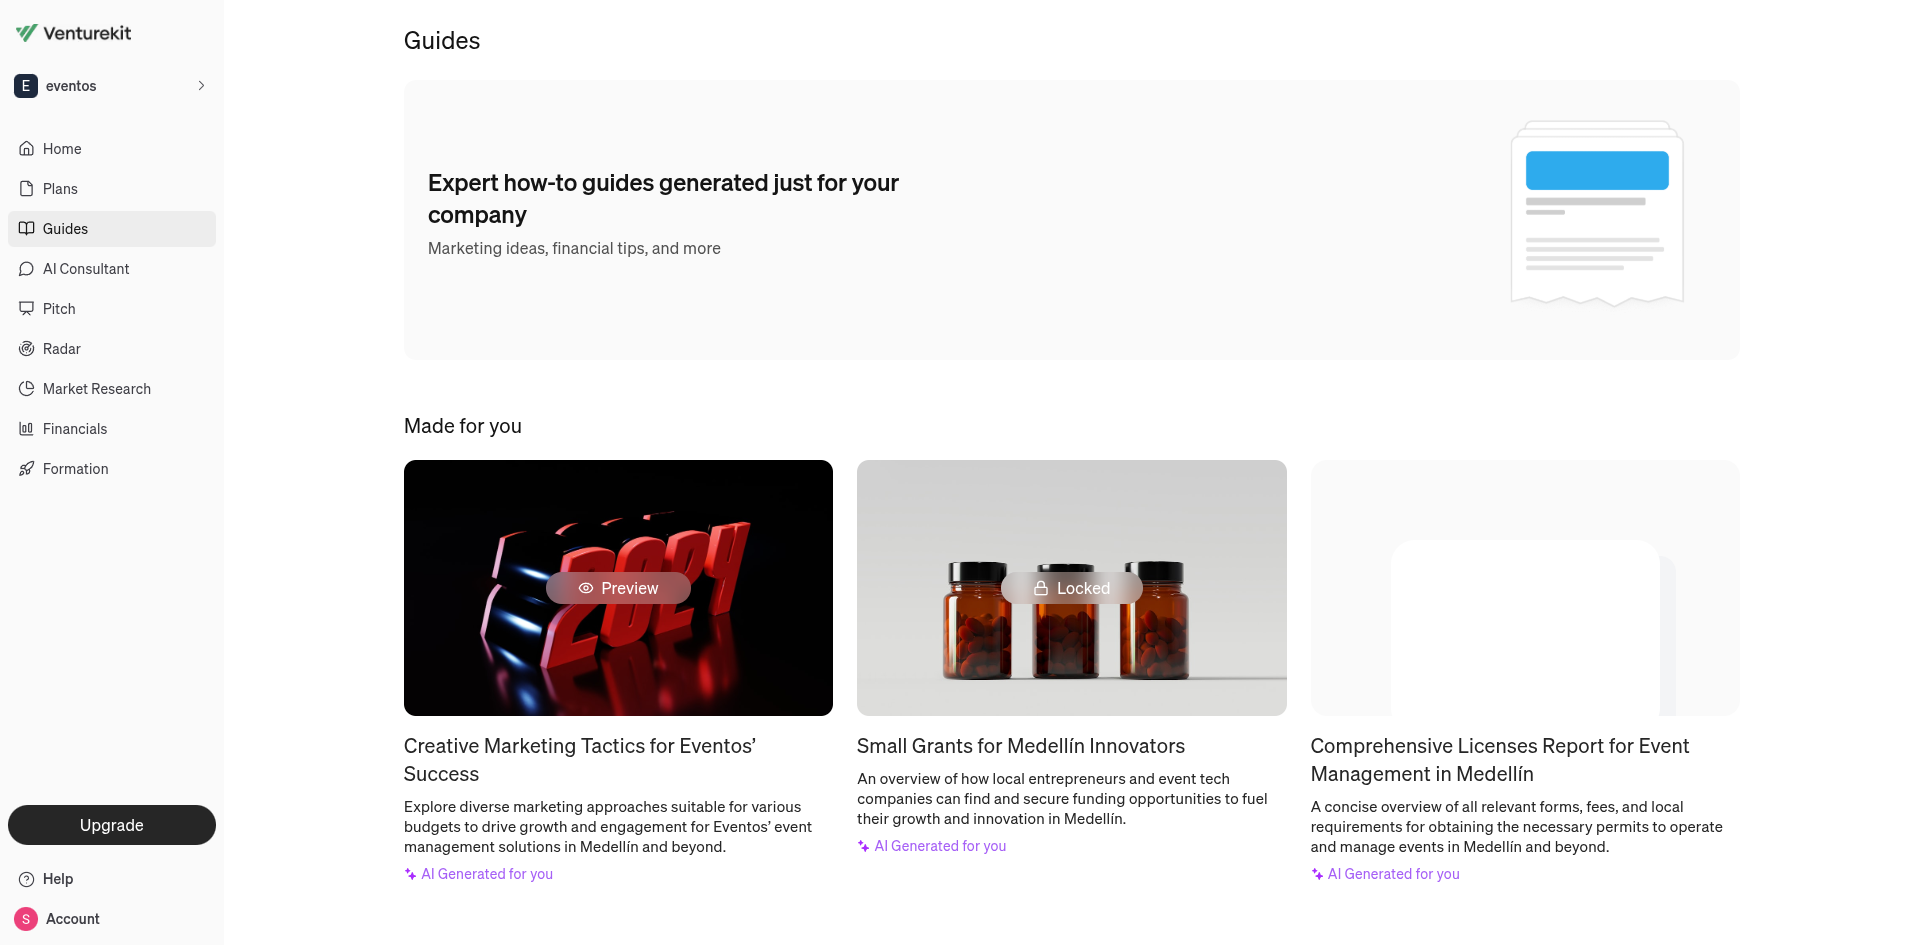 Venturekit
E eventos
Home
Plans
Guides
AI Consultant
Pitch
Radar
Market Research
Financials
Formation
Upgrade
Help
S Account
Guides
Expert how-to guides generated just for your
company
Marketing ideas, financial tips, and more
Made for you
2024
Preview
Creative Marketing Tactics for Eventos’
Success
Explore diverse marketing approaches suitable for various
budgets to drive growth and engagement for Eventos’ event
management solutions in Medellín and beyond.
AI Generated for you
Locked
Small Grants for Medellín Innovators
An overview of how local entrepreneurs and event tech
companies can find and secure funding opportunities to fuel
their growth and innovation in Medellín.
AI Generated for you
Comprehensive Licenses Report for Event
Management in Medellín
A concise overview of all relevant forms, fees, and local
requirements for obtaining the necessary permits to operate
and manage events in Medellín and beyond.
AI Generated for you